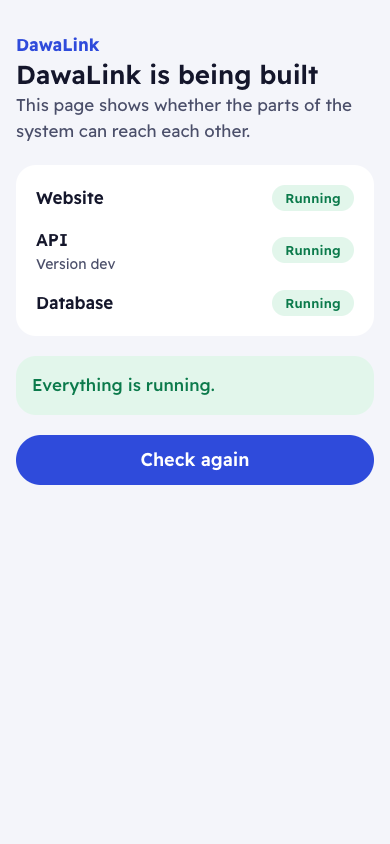 DawaLink
DawaLink is being built
This page shows whether the parts of the
system can reach each other.
Website
Running
API
Version dev
Running
Database
Running
Everything is running.
Check again